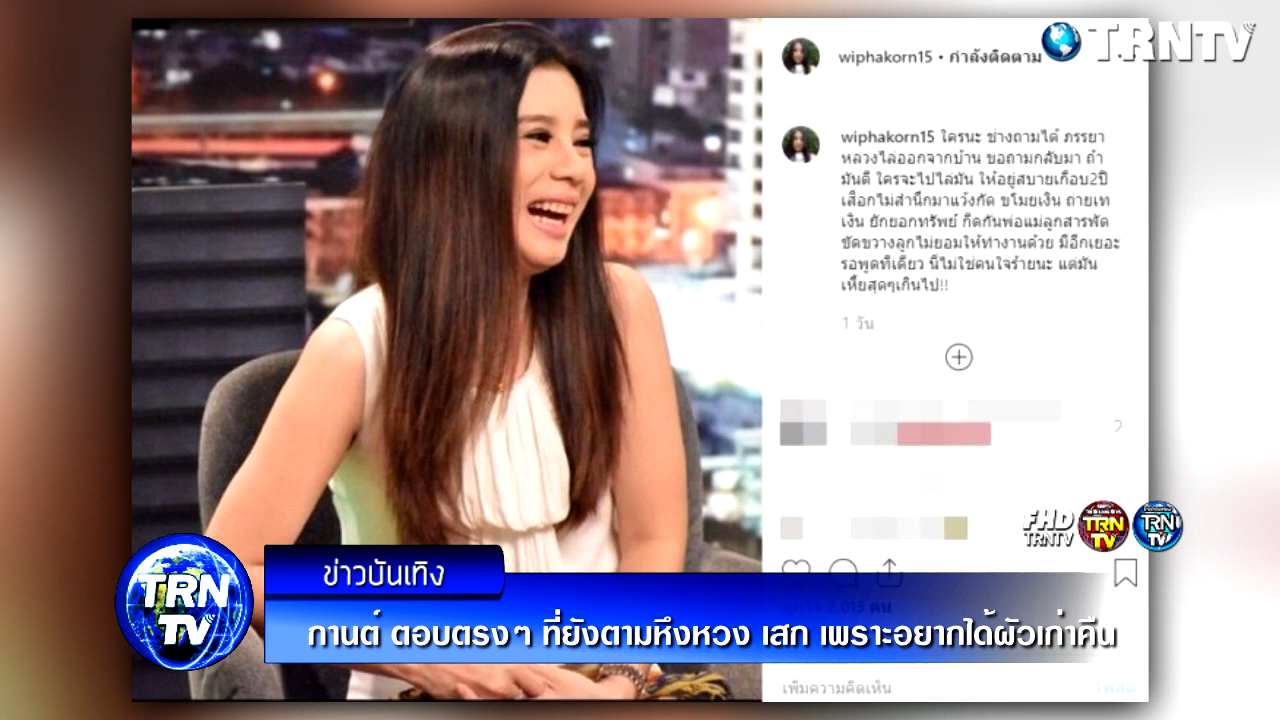 wiphakorn15 • กำลังติดตาม
TRNTV
wiphakorn15 ใครนะ ช่างถามได้ ภรรยา
หลวงไล่ออกจากบ้าน ขอถามกลับมา ถ้า
มันดี ใครจะไปไล่มัน ให้อยู่สบายเกือบ2ปี
เสือกไม่สำนึกมาแว้งกัด ขโมยเงิน ถ่ายเท
เงิน ยักยอกทรัพย์ กีดกันพ่อแม่ลูกสารพัด
ขัดขวางลูกไม่ยอมให้ทำงานด้วย มีอีกเยอะ
รอพูดทีเดียว นี่ไม่ใช่คนใจร้ายนะ แต่มัน
เหี้ยสุดๆเกินไป!!
1 วัน
FHD
TRNTV
TRN
TV
TRN
TV
2,013 คน
TRN
TV
ข่าวบันเทิง
กานต์ ตอบตรงๆ ที่ยังตามหึงหวง เสก เพราะอยากได้ผัวเก่าคืน
เพิ่มความคิดเห็น
โพสต์